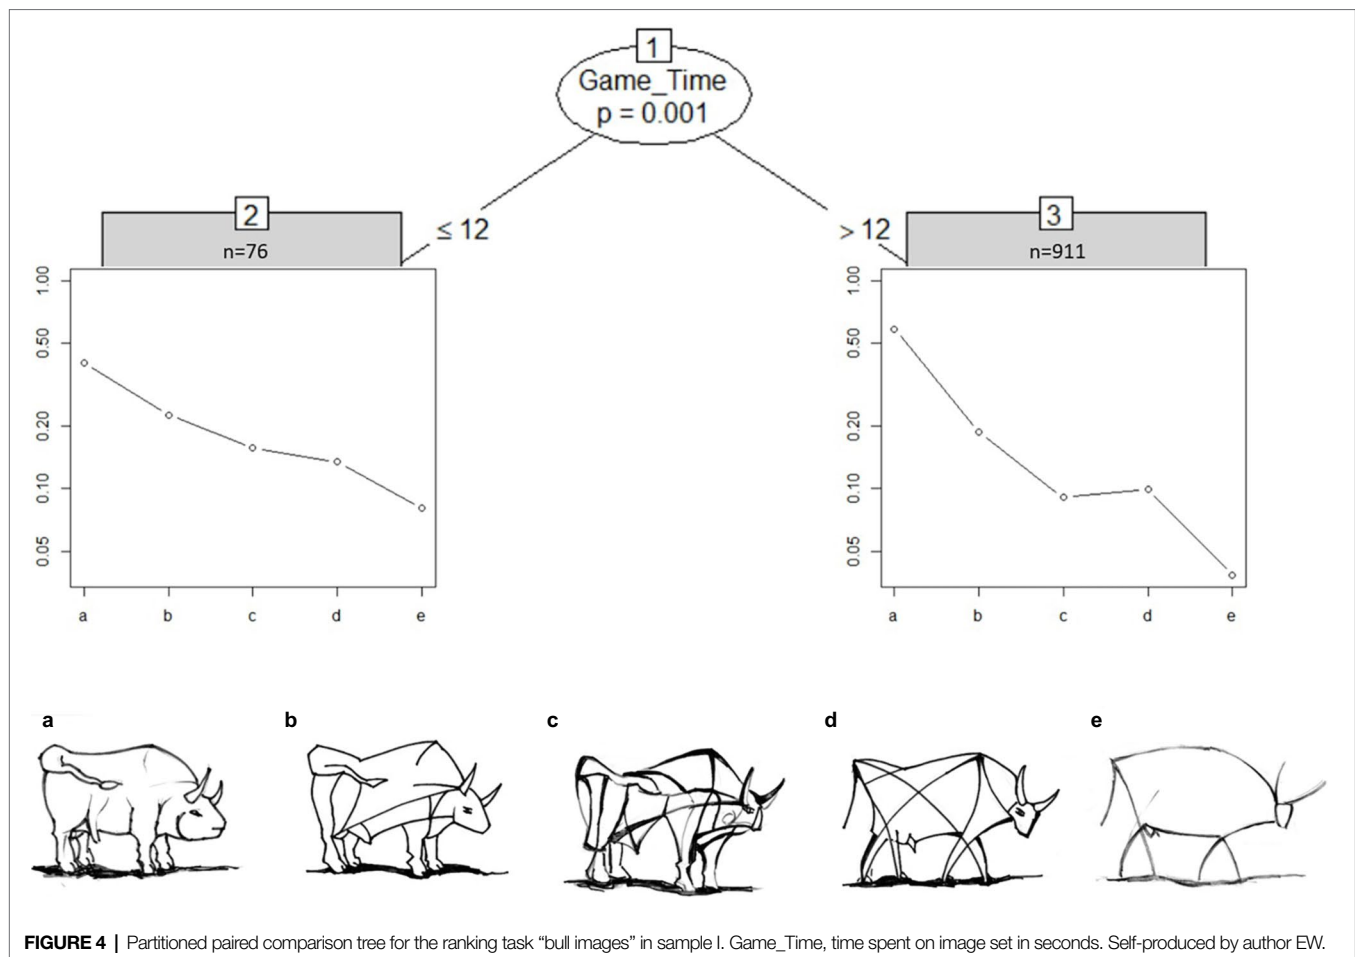 1
Game_Time
p = 0.001
≤ 12
> 12
2
n=76
3
n=911
1.00
0.50
0.20
0.10
0.05
a b c d e
1.00
0.50
0.20
0.10
0.05
a b c d e
a b c d e
FIGURE 4 | Partitioned paired comparison tree for the ranking task “bull images” in sample I. Game_Time, time spent on image set in seconds. Self-produced by author EW.